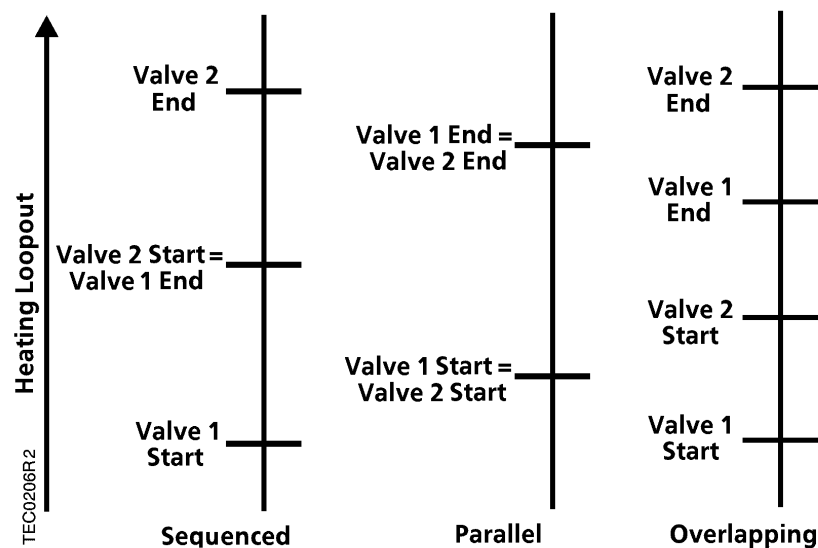 Heating Loopout
TEC0206R2
Valve 2
End
Valve 2 Start =
Valve 1 End
Valve 1
Start
Sequenced
Valve 1 End =
Valve 2 End
Valve 1 Start =
Valve 2 Start
Parallel
Valve 2
End
Valve 1
End
Valve 2
Start
Valve 1
Start
Overlapping